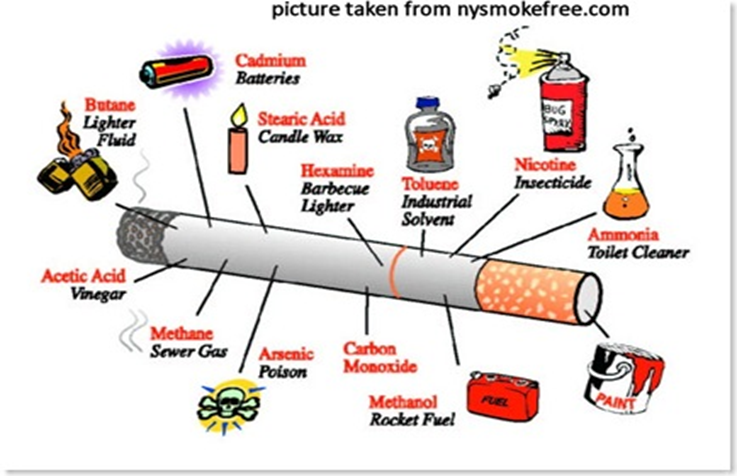 picture taken from nysmokefree.com
Cadmium
Batteries
Butane
Lighter
Fluid
Stearic Acid
Candle Wax
Hexamine
Barbecue
Lighter
Toluene
Industrial
Solvent
BUG
SPRAY
Nicotine
Insecticide
Ammonia
Toilet Cleaner
Acetic Acid
Vinegar
Methane
Sewer Gas
Arsenic
Poison
Carbon
Monoxide
Methanol
Rocket Fuel
FUEL
PAINT